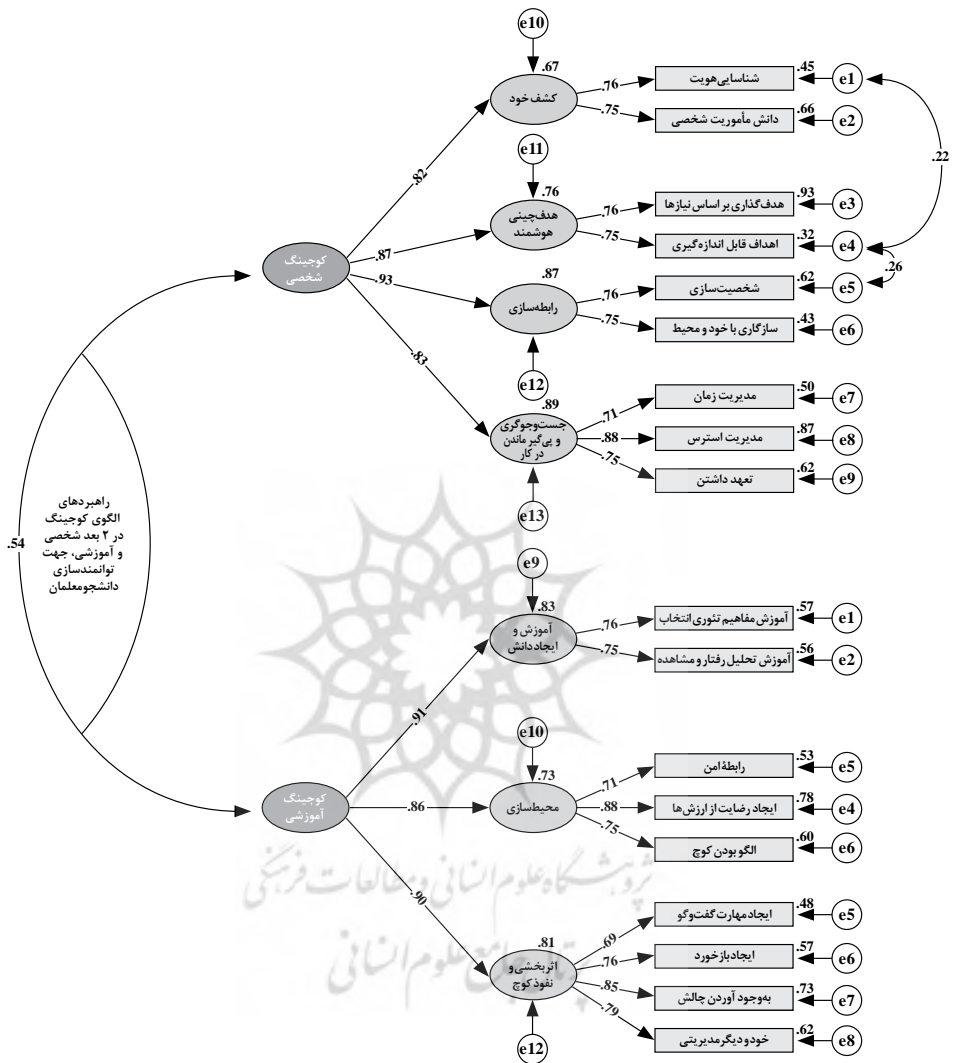 e10
.67
کشف خود
.82
.76
شناسایی هویت
.45
e1
.75
دانش مأموریت شخصی
.66
e2
.22
e11
.76
هدف‌چینی
هوشمند
.87
.76
هدف‌گذاری بر اساس نیازها
.93
e3
.75
اهداف قابل اندازه‌گیری
.32
e4
.26
کوچینگ
شخصی
.87
رابطه‌سازی
.93
.76
شخصیت‌سازی
.62
e5
.75
سازگاری با خود و محیط
.43
e6
e12
.89
جست‌وجوگری
و پی‌گیر ماندن
در کار
.83
.71
مدیریت زمان
.50
e7
.88
مدیریت استرس
.87
e8
.75
تعهد داشتن
.62
e9
e13
.54
راهبردهای
الگوی کوچینگ
در ۲ بعد شخصی
و آموزشی، جهت
توانمندسازی
دانشجومعلمان
e9
.83
آموزش و
ایجاد دانش
.91
.76
آموزش مفاهیم تئوری انتخاب
.57
e1
.75
آموزش تحلیل رفتار و مشاهده
.56
e2
e10
.73
کوچینگ
آموزشی
.86
محیط‌سازی
.71
رابطهٔ امن
.53
e5
.88
ایجاد رضایت از ارزش‌ها
.78
e4
.75
الگو بودن کوچ
.60
e6
پژوهشگاه علوم انسانی و مطالعات فرهنگی
پرتال جامع علوم انسانی
.90
.81
اثربخشی و
نفوذ کوچ
.69
ایجاد مهارت گفت‌وگو
.48
e5
.76
ایجاد بازخورد
.57
e6
.85
به‌وجود آوردن چالش
.73
e7
.79
خود و دیگر مدیریتی
.62
e8
e12